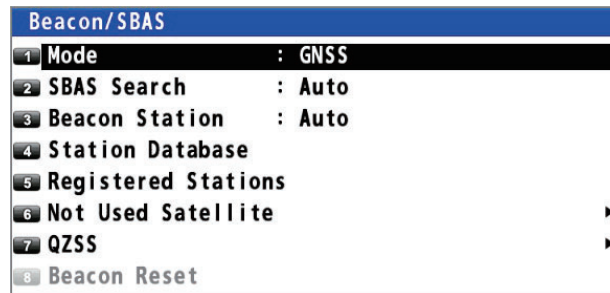 Beacon/SBAS
1 Mode : GNSS
2 SBAS Search : Auto
3 Beacon Station : Auto
4 Station Database
5 Registered Stations
6 Not Used Satellite
7 QZSS
8 Beacon Reset